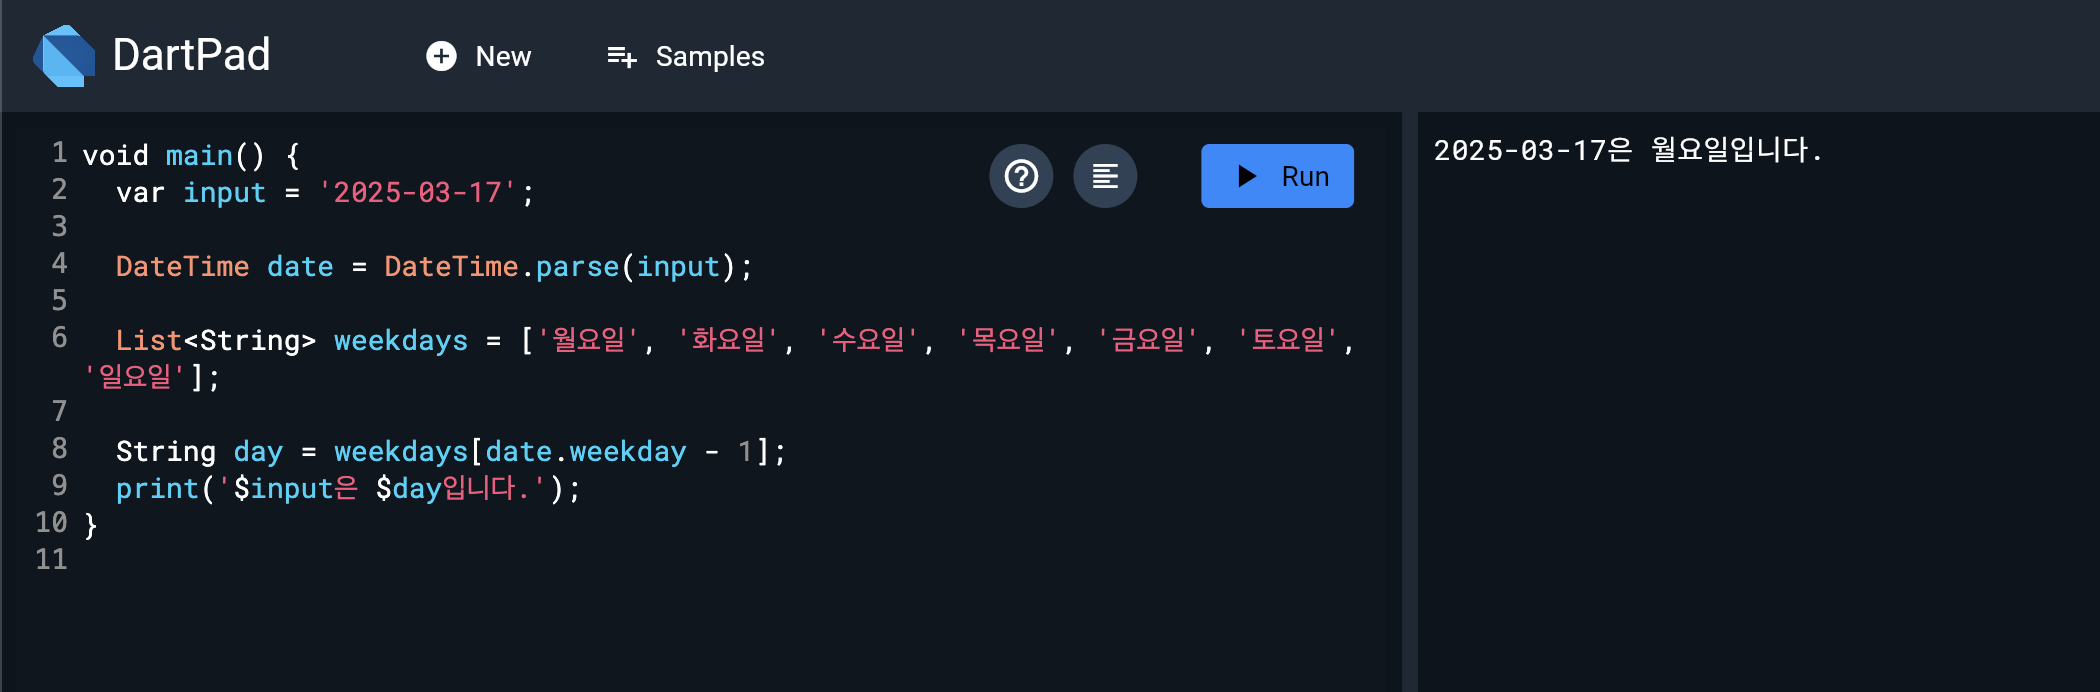 DartPad
New
Samples
Run
1 void main() {
2   var input = '2025-03-17';
3
4   DateTime date = DateTime.parse(input);
5
6   List<String> weekdays = ['월요일', '화요일', '수요일', '목요일', '금요일', '토요일',
'일요일'];
7
8   String day = weekdays[date.weekday - 1];
9   print('$input은 $day입니다.');
10 }
11
2025-03-17은 월요일입니다.